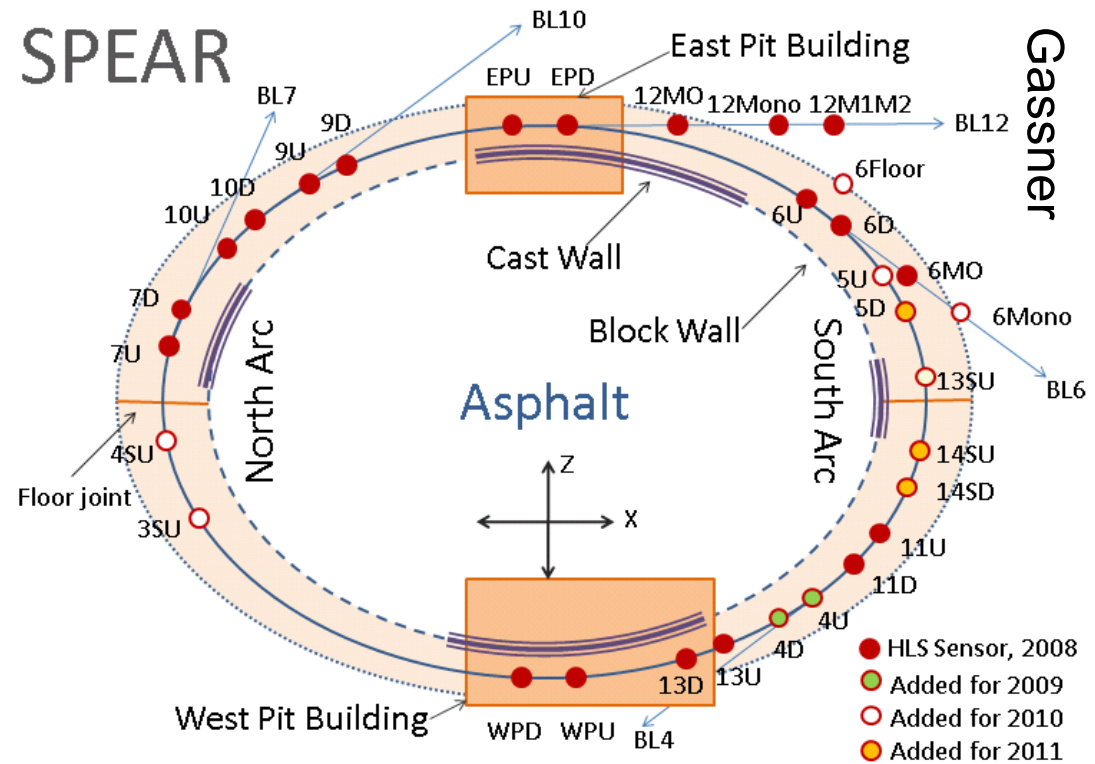 SPEAR
BL10
East Pit Building
Gassner
EPU
EPD
BL7
12MO
12Mono
12M1M2
BL12
9D
9U
6Floor
10D
10U
6U
6D
Cast Wall
5U
6MO
7D
5D
6Mono
Block Wall
7U
North Arc
South Arc
13SU
BL6
Asphalt
4SU
14SU
Z
Floor joint
14SD
X
3SU
11U
11D
4U
4D
HLS Sensor, 2008
13D
13U
Added for 2009
West Pit Building
Added for 2010
WPD
WPU
BL4
Added for 2011